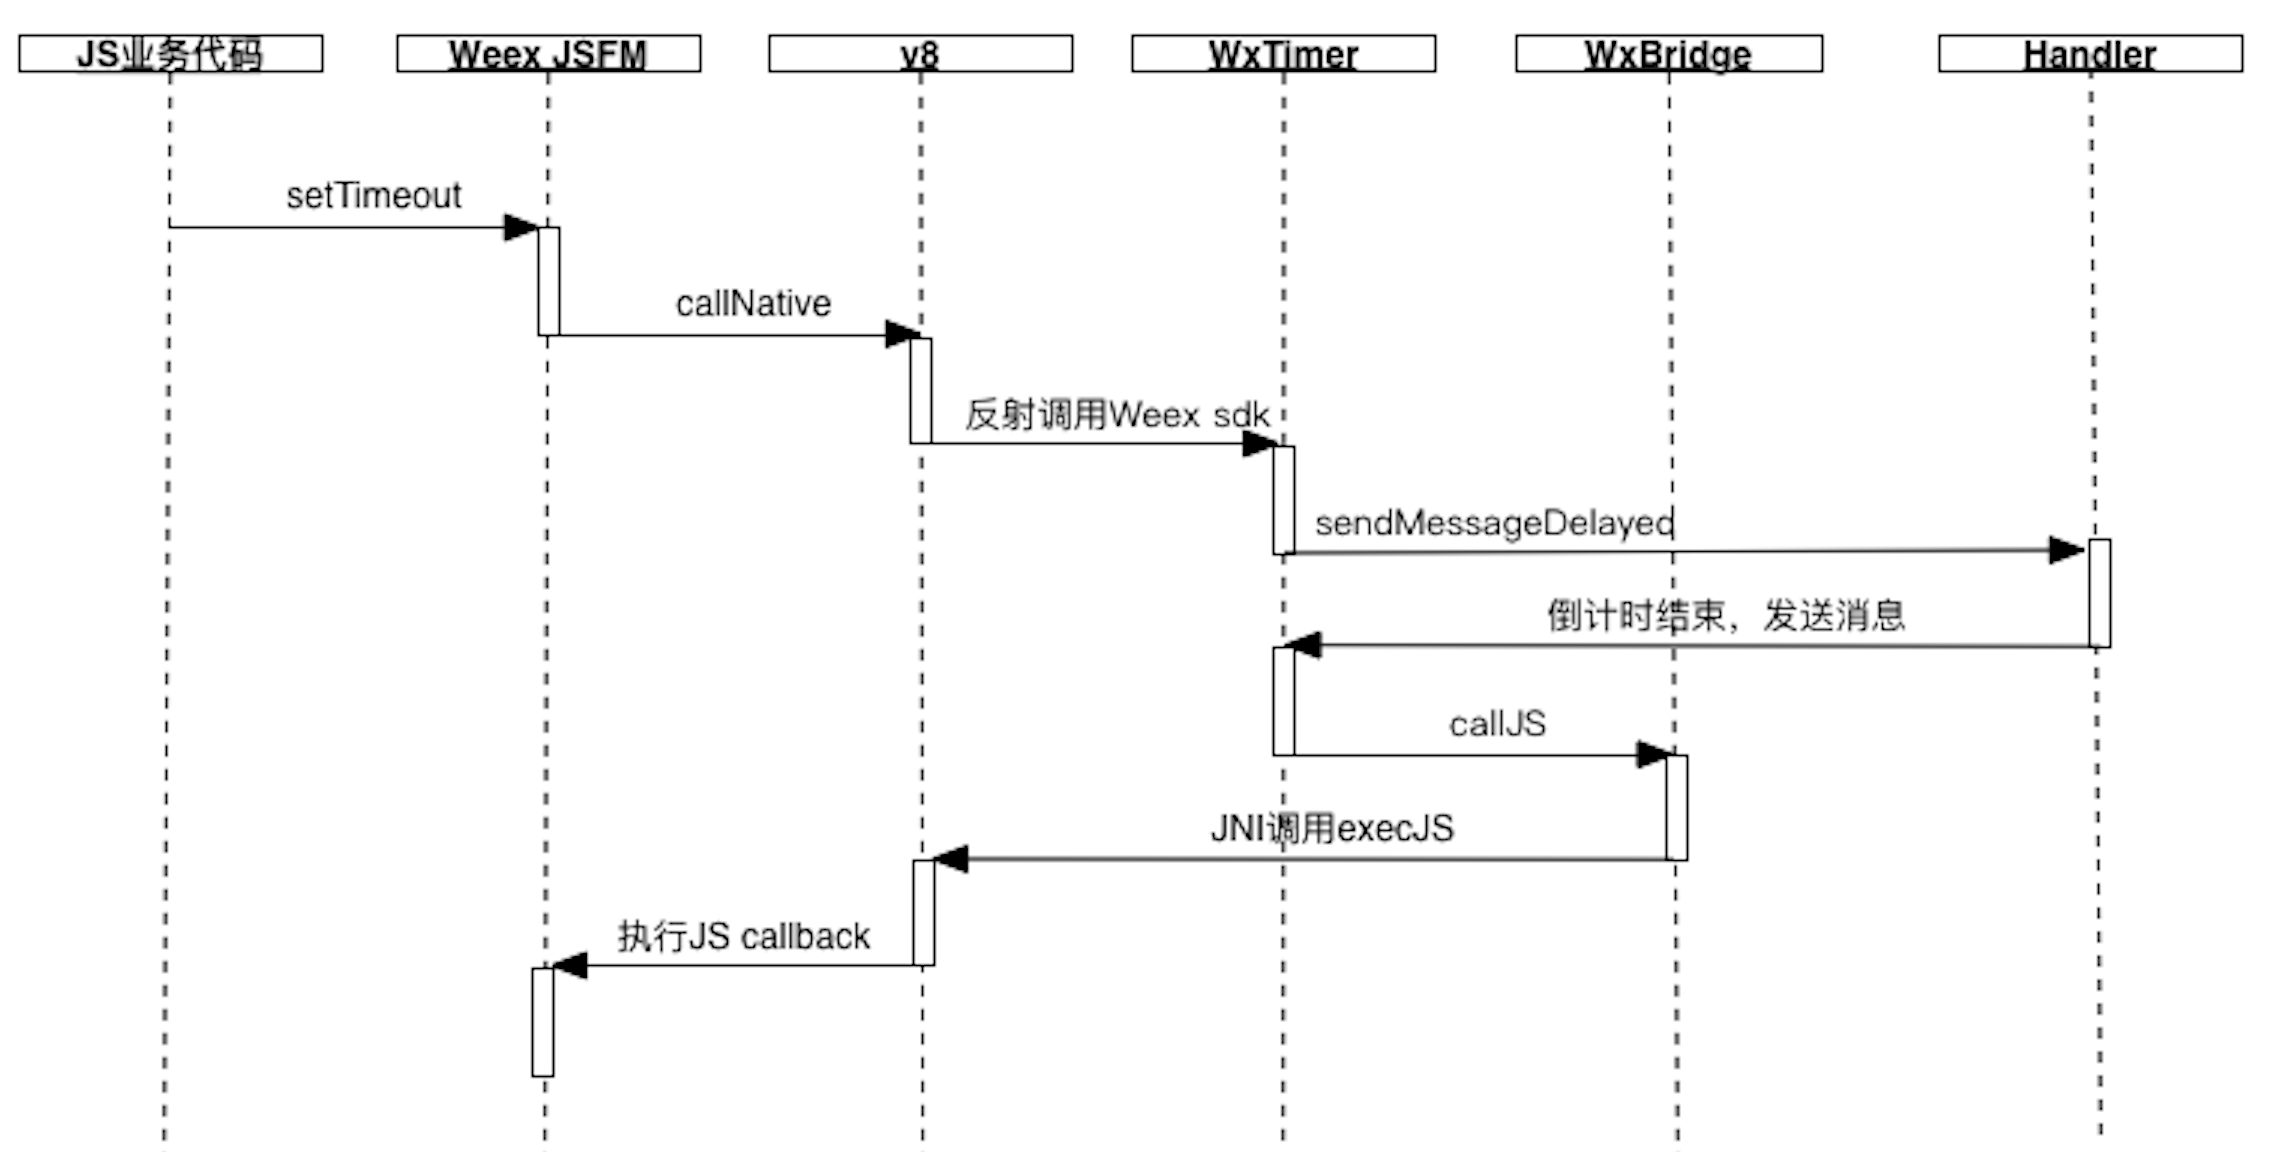 JS业务代码
Weex JSFM
v8
WxTimer
WxBridge
Handler
setTimeout
callNative
反射调用Weex sdk
sendMessageDelayed
倒计时结束，发送消息
callJS
JNI调用execJS
执行JS callback